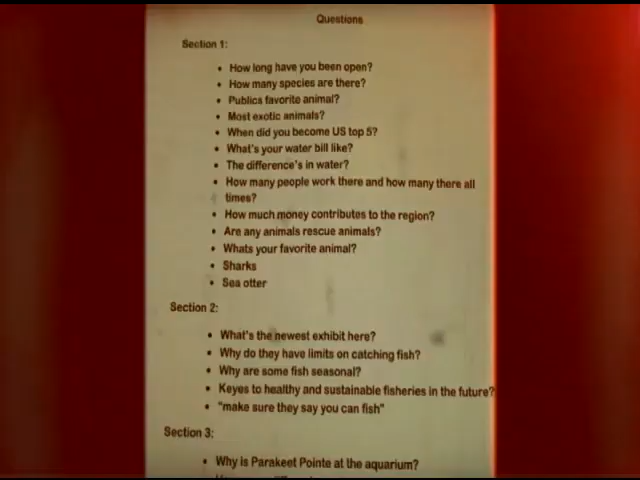 Questions
Section 1:
• How long have you been open?
• How many species are there?
• Publics favorite animal?
• Most exotic animals?
• When did you become US top 5?
• What's your water bill like?
• The difference's in water?
• How many people work there and how many there all
times?
• How much money contributes to the region?
• Are any animals rescue animals?
• Whats your favorite animal?
• Sharks
• Sea otter
Section 2:
• What's the newest exhibit here?
• Why do they have limits on catching fish?
• Why are some fish seasonal?
• Keyes to healthy and sustainable fisheries in the future?
• "make sure they say you can fish"
Section 3:
• Why is Parakeet Pointe at the aquarium?